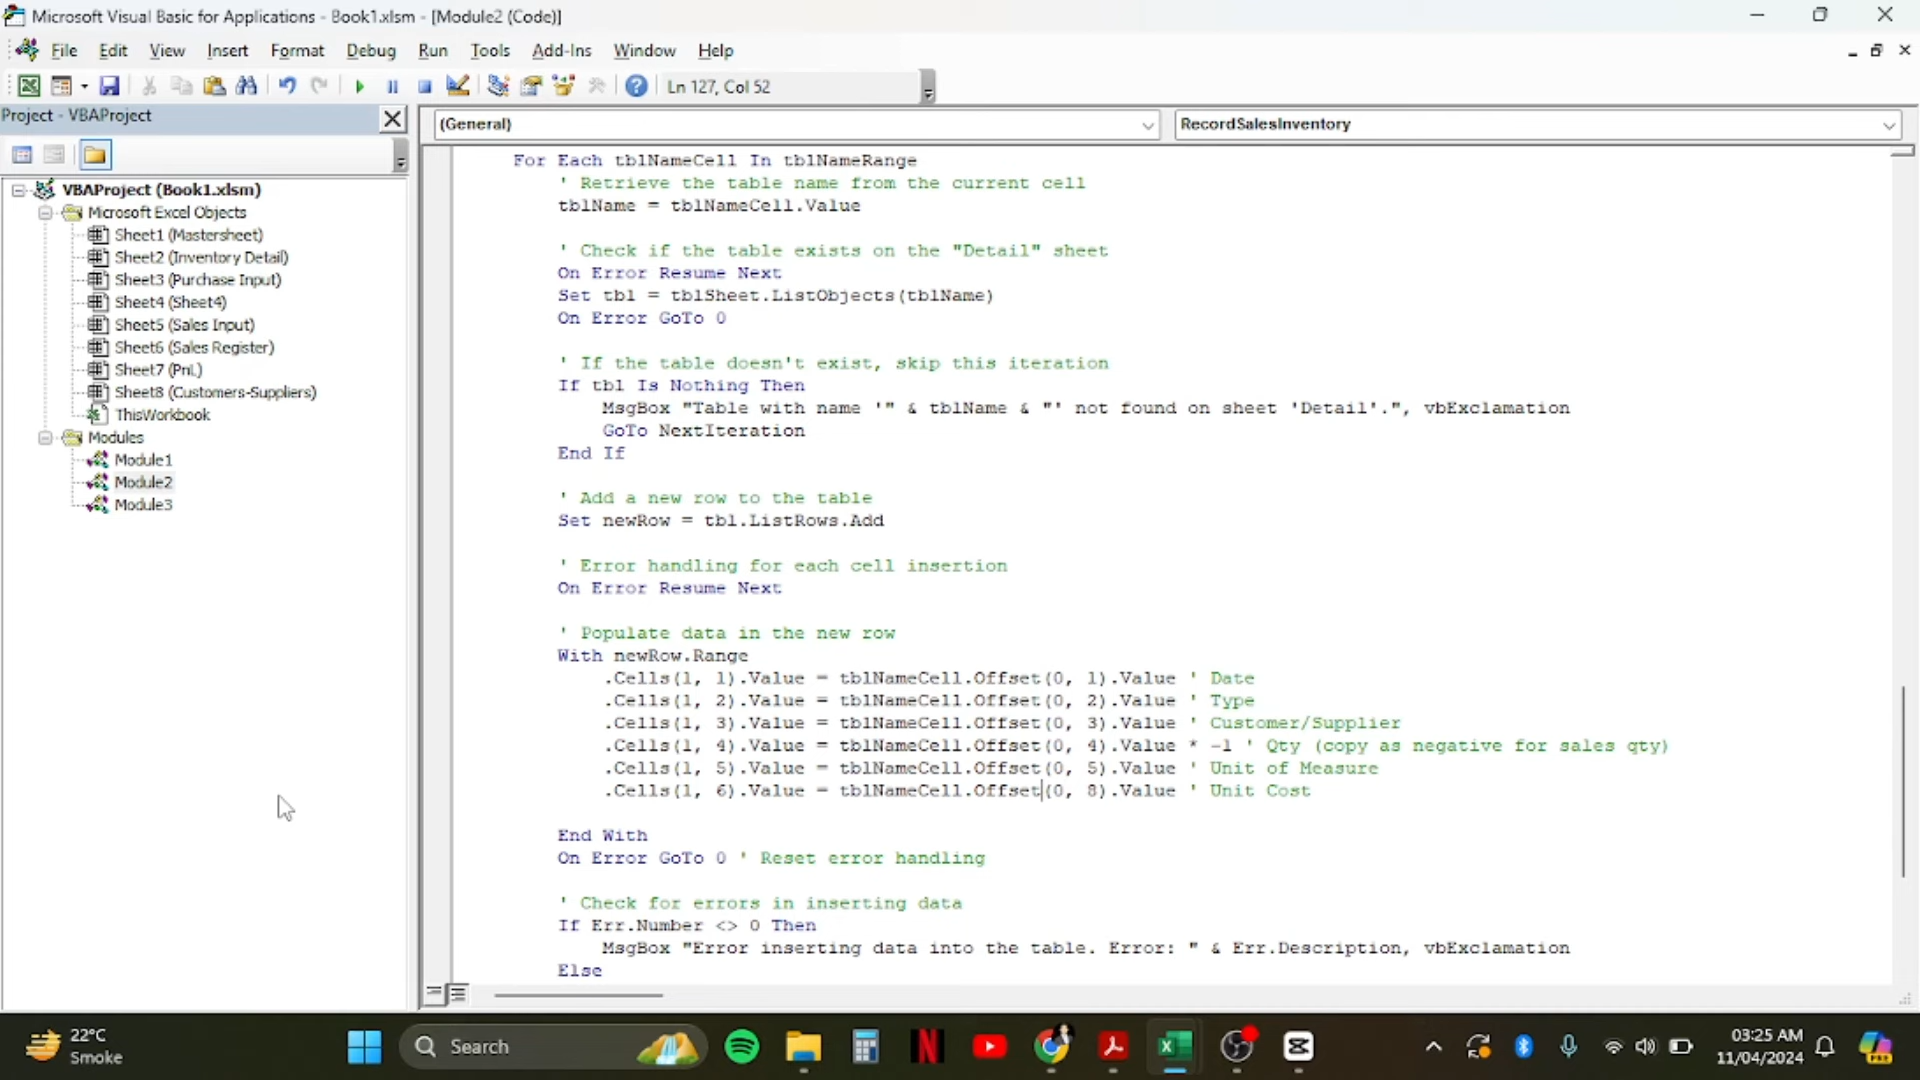 Microsoft Visual Basic for Applications - Book1.xlsm - [Module2 (Code)]
File Edit View Insert Format Debug Run Tools Add-Ins Window Help
Ln 127, Col 52
Project - VBAProject
(General)
RecordSalesInventory
VBAProject (Book1.xlsm)
Microsoft Excel Objects
Sheet1 (Mastersheet)
Sheet2 (Inventory Detail)
Sheet3 (Purchase Input)
Sheet4 (Sheet4)
Sheet5 (Sales Input)
Sheet6 (Sales Register)
Sheet7 (PnL)
Sheet8 (Customers-Suppliers)
ThisWorkbook
Modules
Module1
Module2
Module3
For Each tblNameCell In tblNameRange
' Retrieve the table name from the current cell
tblName = tblNameCell.Value
' Check if the table exists on the "Detail" sheet
On Error Resume Next
Set tbl = tblSheet.ListObjects(tblName)
On Error GoTo 0
' If the table doesn't exist, skip this iteration
If tbl Is Nothing Then
MsgBox "Table with name '" & tblName & "' not found on sheet 'Detail'.", vbExclamation
GoTo NextIteration
End If
' Add a new row to the table
Set newRow = tbl.ListRows.Add
' Error handling for each cell insertion
On Error Resume Next
' Populate data in the new row
With newRow.Range
.Cells(1, 1).Value = tblNameCell.Offset(0, 1).Value ' Date
.Cells(1, 2).Value = tblNameCell.Offset(0, 2).Value ' Type
.Cells(1, 3).Value = tblNameCell.Offset(0, 3).Value ' Customer/Supplier
.Cells(1, 4).Value = tblNameCell.Offset(0, 4).Value * -1 ' Qty (copy as negative for sales qty)
.Cells(1, 5).Value = tblNameCell.Offset(0, 5).Value ' Unit of Measure
.Cells(1, 6).Value = tblNameCell.Offset(0, 8).Value ' Unit Cost
End With
On Error GoTo 0 ' Reset error handling
' Check for errors in inserting data
If Err.Number <> 0 Then
MsgBox "Error inserting data into the table. Error: " & Err.Description, vbExclamation
Else
22°C
Smoke
Search
03:25 AM
11/04/2024